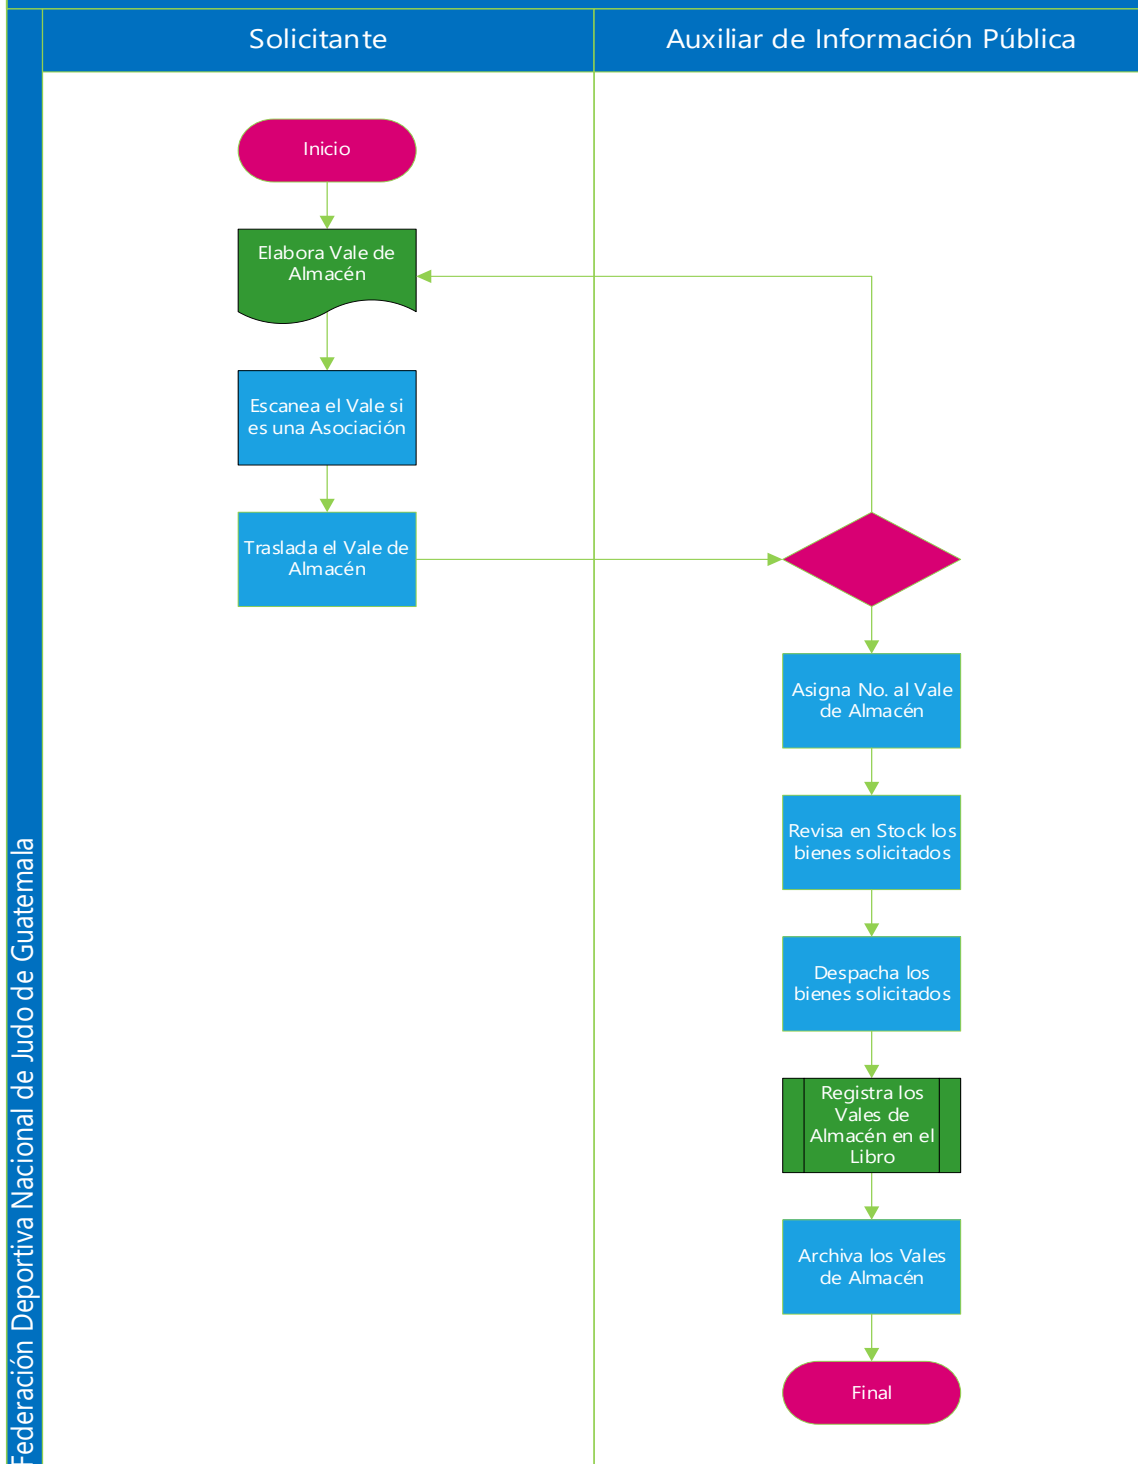 Solicitante
Auxiliar de Información Pública
Inicio
Elabora Vale de
Almacén
Escanea el Vale si
es una Asociación
Traslada el Vale de
Almacén
Asigna No. al Vale
de Almacén
Revisa en Stock los
bienes solicitados
Despacha los
bienes solicitados
Registra los
Vales de
Almacén en el
Libro
Archiva los Vales
de Almacén
Final
Federación Deportiva Nacional de Judo de Guatemala